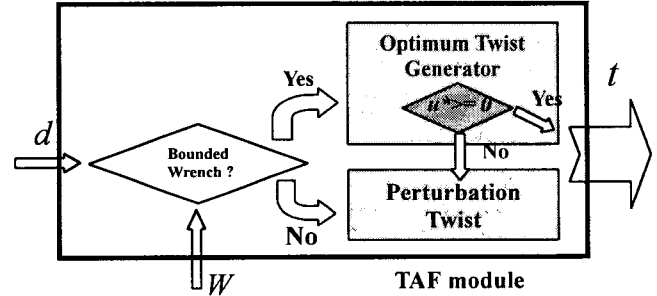 Optimum Twist
Generator
t
Yes
u*>=0
Yes
d
Bounded
Wrench ?
No
Perturbation
Twist
No
W
TAF module